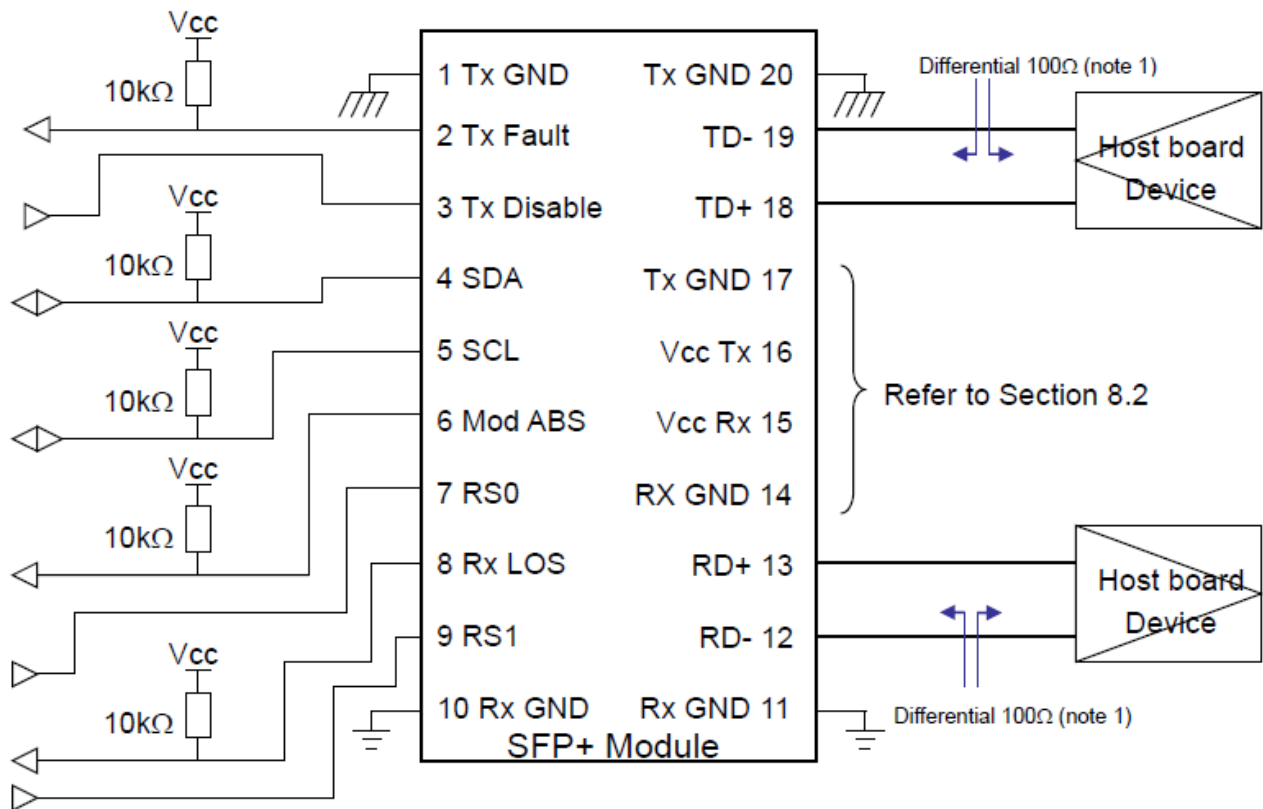 Vcc
10kΩ
1 Tx GND
Tx GND 20
Differential 100Ω (note 1)
2 Tx Fault
TD- 19
Host board
Device
Vcc
10kΩ
3 Tx Disable
TD+ 18
4 SDA
Tx GND 17
Vcc
10kΩ
5 SCL
Vcc Tx 16
Refer to Section 8.2
6 Mod ABS
Vcc Rx 15
Vcc
10kΩ
7 RS0
RX GND 14
8 Rx LOS
RD+ 13
Host board
Device
9 RS1
RD- 12
Vcc
10kΩ
10 Rx GND
Rx GND 11
Differential 100Ω (note 1)
SFP+ Module